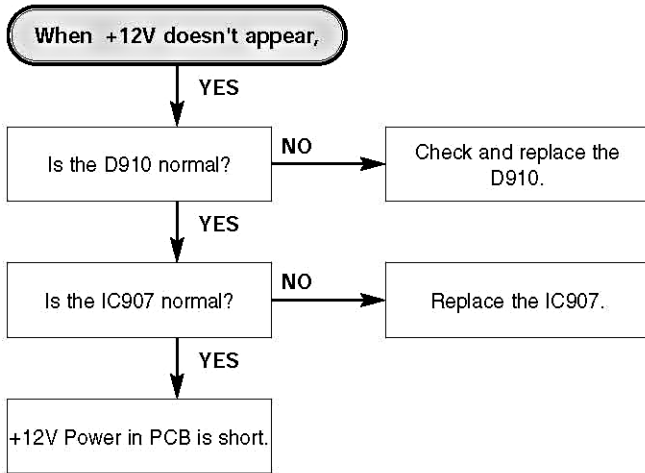 When +12V doesn't appear,
YES
Is the D910 normal?
NO
Check and replace the
D910.
YES
Is the IC907 normal?
NO
Replace the IC907.
YES
+12V Power in PCB is short.